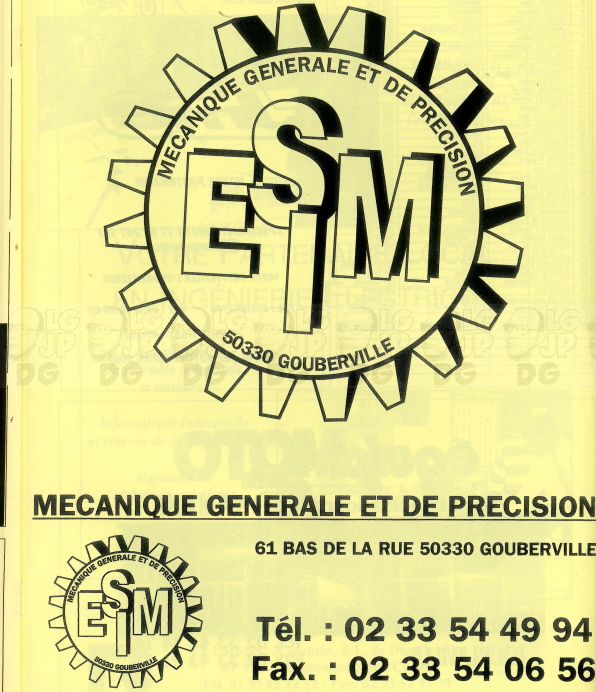 MECANIQUE GENERALE ET DE PRECISION
ESIM
50330 GOUBERVILLE
MECANIQUE GENERALE ET DE PRECISION
61 BAS DE LA RUE 50330 GOUBERVILLE
MECANIQUE GENERALE ET DE PRECISION
ESIM
50330 GOUBERVILLE
Tél. : 02 33 54 49 94
Fax. : 02 33 54 06 56